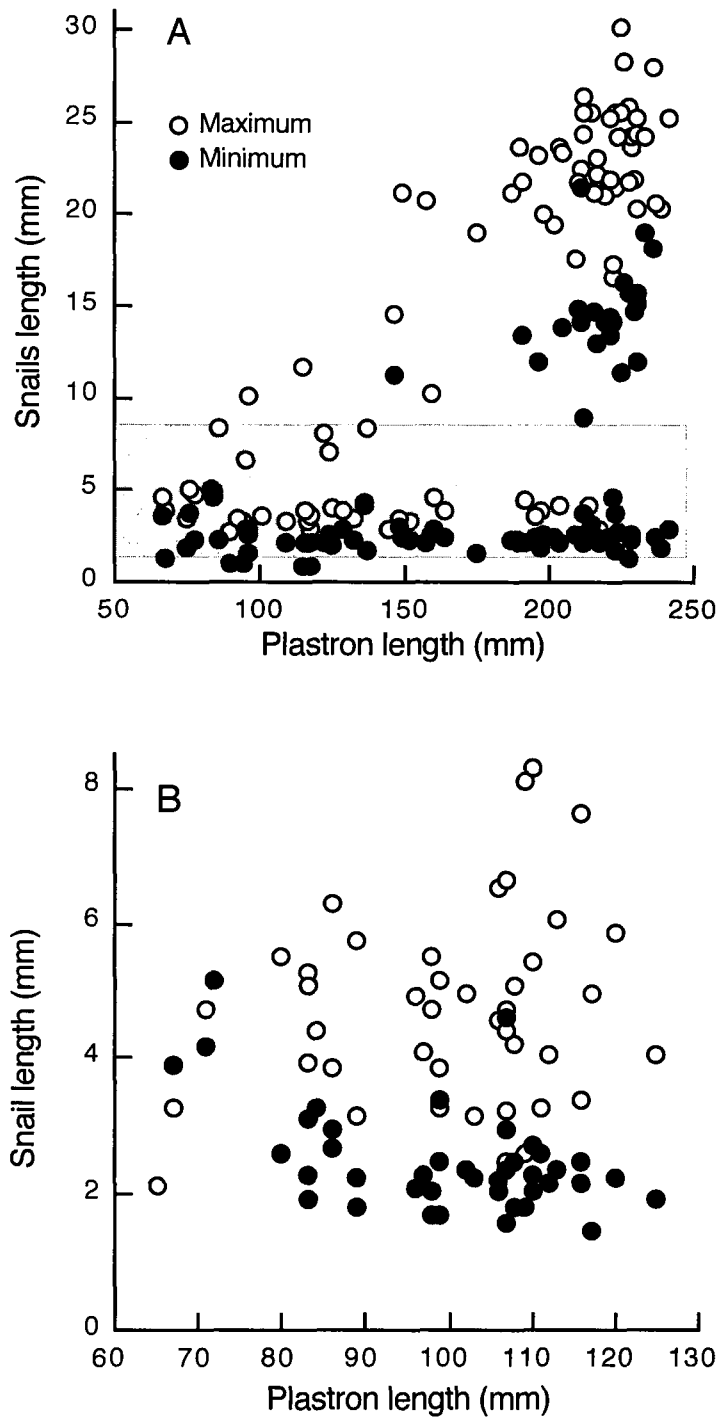 A
Maximum
Minimum
Snails length (mm)
30
25
20
15
10
5
0
50 100 150 200 250
Plastron length (mm)
B
Snail length (mm)
8
6
4
2
0
60 70 80 90 100 110 120 130
Plastron length (mm)